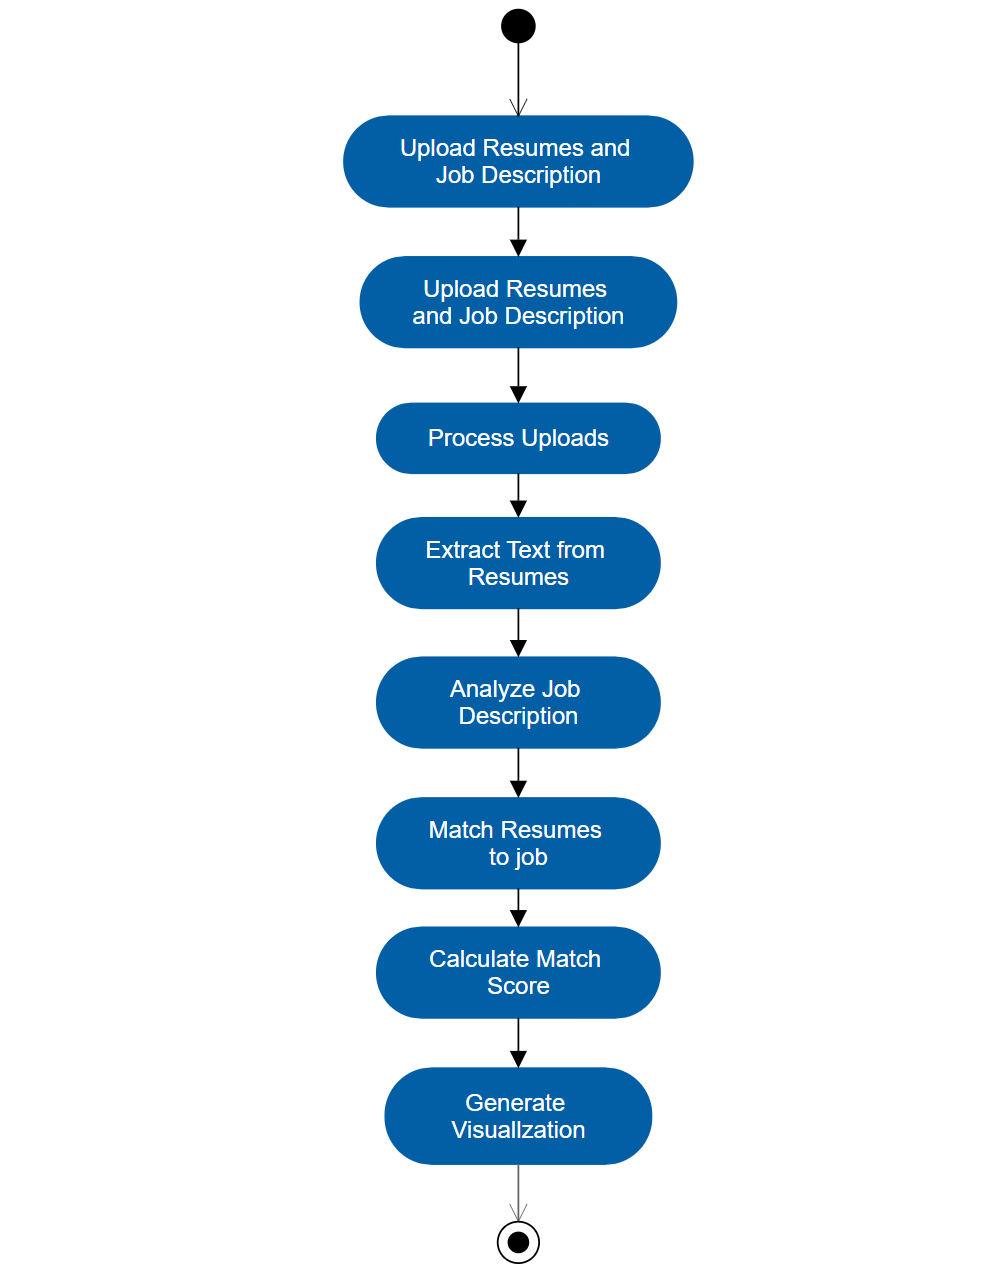 Upload Resumes and
Job Description
Upload Resumes
and Job Description
Process Uploads
Extract Text from
Resumes
Analyze Job
Description
Match Resumes
to job
Calculate Match
Score
Generate
Visuallzation